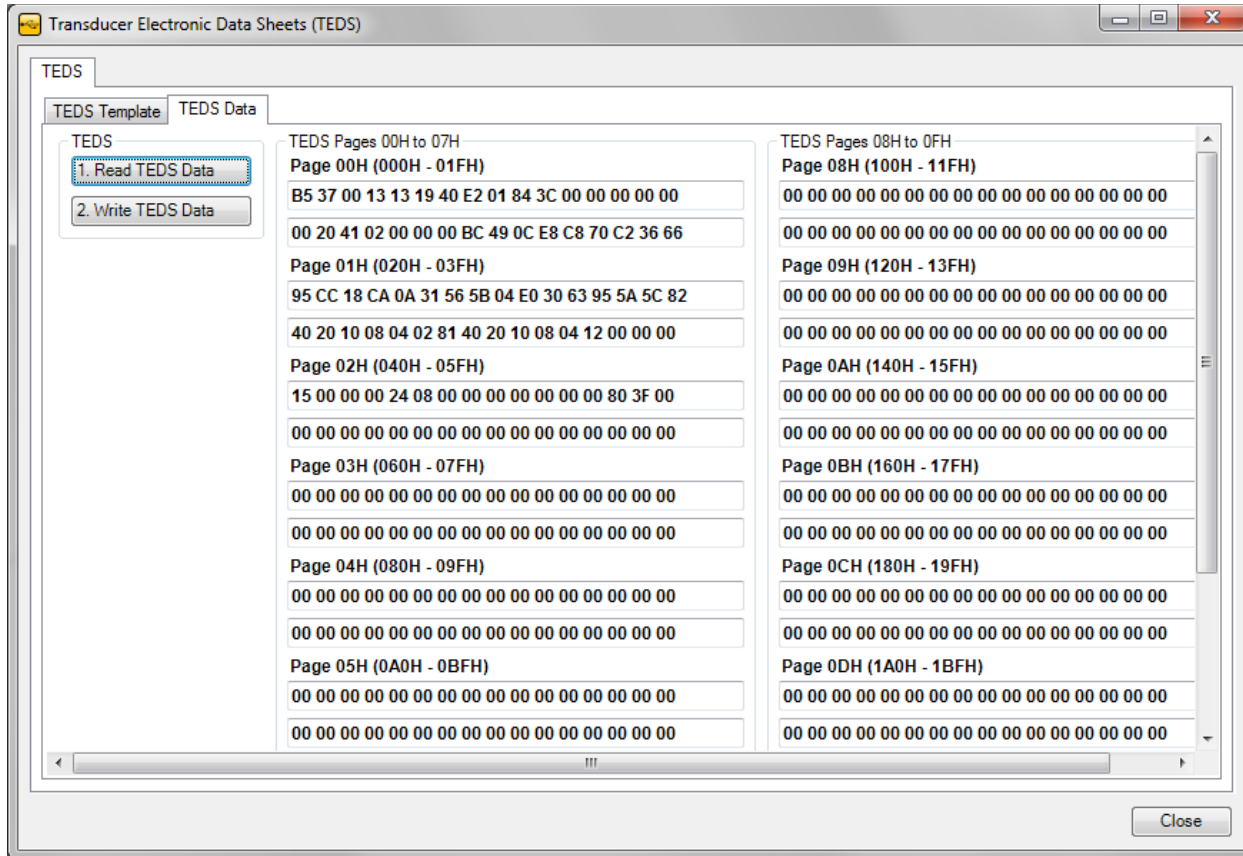 Transducer Electronic Data Sheets (TEDS)
TEDS
TEDS Template TEDS Data
TEDS
1. Read TEDS Data
2. Write TEDS Data
TEDS Pages 00H to 07H
Page 00H (000H - 01FH)
B5 37 00 13 13 19 40 E2 01 84 3C 00 00 00 00 00
00 20 41 02 00 00 00 BC 49 0C E8 C8 70 C2 36 66
Page 01H (020H - 03FH)
95 CC 18 CA 0A 31 56 5B 04 E0 30 63 95 5A 5C 82
40 20 10 08 04 02 81 40 20 10 08 04 12 00 00 00
Page 02H (040H - 05FH)
15 00 00 00 24 08 00 00 00 00 00 00 00 80 3F 00
00 00 00 00 00 00 00 00 00 00 00 00 00 00 00 00
Page 03H (060H - 07FH)
00 00 00 00 00 00 00 00 00 00 00 00 00 00 00 00
00 00 00 00 00 00 00 00 00 00 00 00 00 00 00 00
Page 04H (080H - 09FH)
00 00 00 00 00 00 00 00 00 00 00 00 00 00 00 00
00 00 00 00 00 00 00 00 00 00 00 00 00 00 00 00
Page 05H (0A0H - 0BFH)
00 00 00 00 00 00 00 00 00 00 00 00 00 00 00 00
00 00 00 00 00 00 00 00 00 00 00 00 00 00 00 00
TEDS Pages 08H to 0FH
Page 08H (100H - 11FH)
00 00 00 00 00 00 00 00 00 00 00 00 00 00 00 00
00 00 00 00 00 00 00 00 00 00 00 00 00 00 00 00
Page 09H (120H - 13FH)
00 00 00 00 00 00 00 00 00 00 00 00 00 00 00 00
00 00 00 00 00 00 00 00 00 00 00 00 00 00 00 00
Page 0AH (140H - 15FH)
00 00 00 00 00 00 00 00 00 00 00 00 00 00 00 00
00 00 00 00 00 00 00 00 00 00 00 00 00 00 00 00
Page 0BH (160H - 17FH)
00 00 00 00 00 00 00 00 00 00 00 00 00 00 00 00
00 00 00 00 00 00 00 00 00 00 00 00 00 00 00 00
Page 0CH (180H - 19FH)
00 00 00 00 00 00 00 00 00 00 00 00 00 00 00 00
00 00 00 00 00 00 00 00 00 00 00 00 00 00 00 00
Page 0DH (1A0H - 1BFH)
00 00 00 00 00 00 00 00 00 00 00 00 00 00 00 00
00 00 00 00 00 00 00 00 00 00 00 00 00 00 00 00
Close